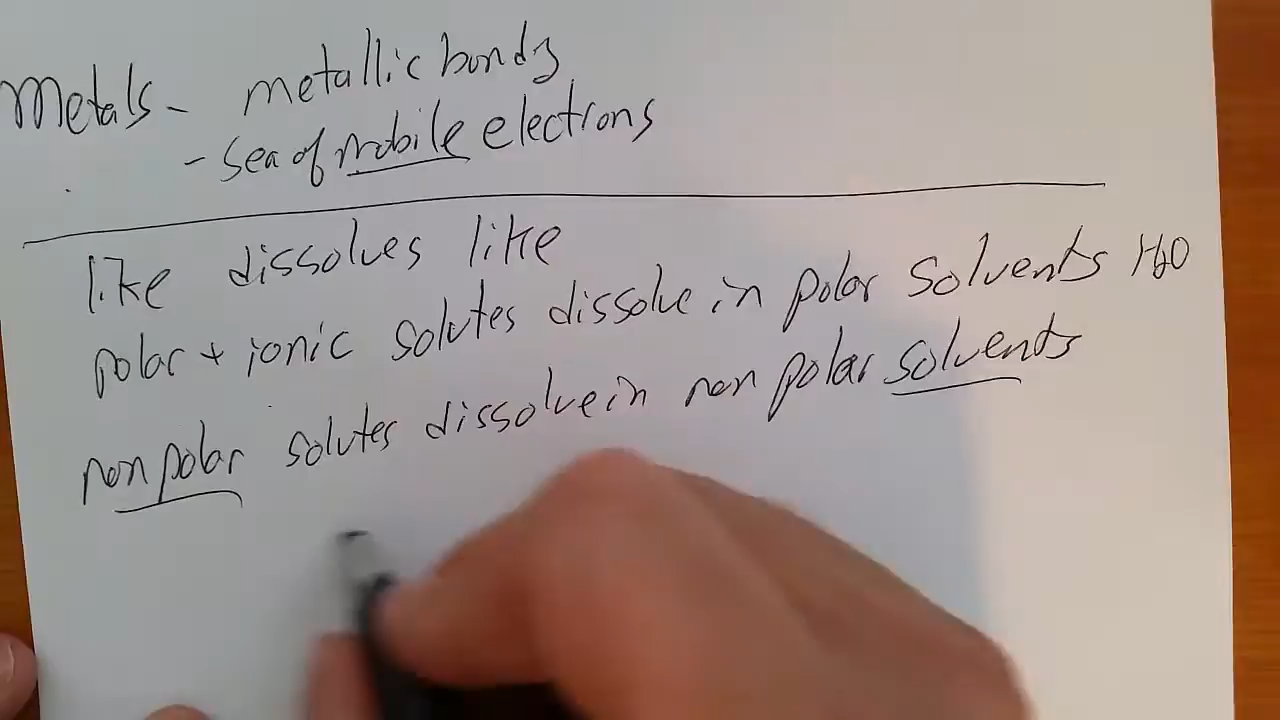 Metals - metallic bonds
- sea of mobile electrons
like dissolves like
polar + ionic solutes dissolve in polar solvents H2O
non polar solutes dissolve in non polar solvents